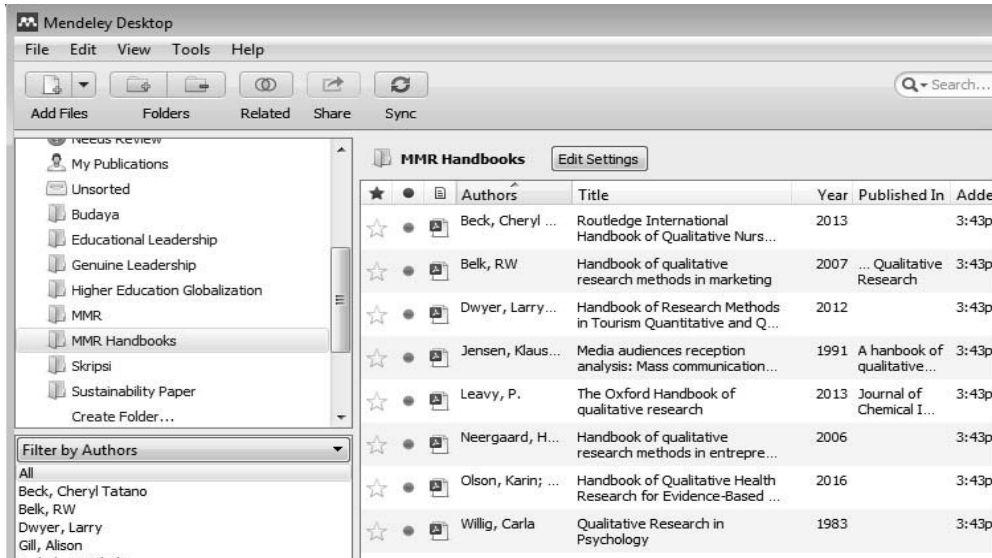 Mendeley Desktop
File Edit View Tools Help
Search...
Add Files Folders Related Share Sync
Needs Review
My Publications
Unsorted
Budaya
Educational Leadership
Genuine Leadership
Higher Education Globalization
MMR
MMR Handbooks
Skripsi
Sustainability Paper
Create Folder...
Filter by Authors
All
Beck, Cheryl Tatano
Belk, RW
Dwyer, Larry
Gill, Alison
MMR Handbooks Edit Settings
Authors Title Year Published In Adde
Beck, Cheryl ... Routledge International 2013 3:43p
Handbook of Qualitative Nurs...
Belk, RW Handbook of qualitative 2007 ... Qualitative 3:43p
research methods in marketing Research
Dwyer, Larry... Handbook of Research Methods 2012 3:43p
in Tourism Quantitative and Q...
Jensen, Klaus... Media audiences reception 1991 A hanbook of 3:43p
analysis: Mass communication... qualitative...
Leavy, P. The Oxford Handbook of 2013 Journal of 3:43p
qualitative research Chemical I...
Neergaard, H... Handbook of qualitative 2006 3:43p
research methods in entrepre...
Olson, Karin; ... Handbook of Qualitative Health 2016 3:43p
Research for Evidence-Based ...
Willig, Carla Qualitative Research in 1983 3:43p
Psychology